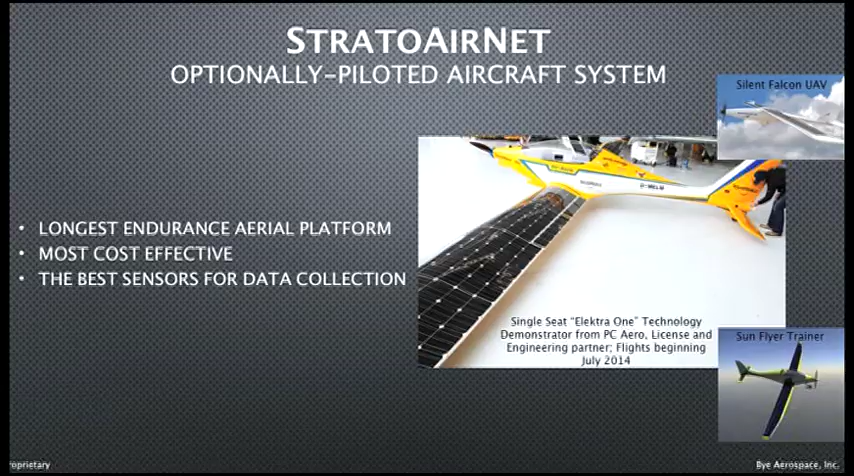 STRATOAIRNET
OPTIONALLY-PILOTED AIRCRAFT SYSTEM
Silent Falcon UAV
• LONGEST ENDURANCE AERIAL PLATFORM
• MOST COST EFFECTIVE
• THE BEST SENSORS FOR DATA COLLECTION
Single Seat "Elektra One" Technology
Demonstrator from PC Aero, License and
Engineering partner; Flights beginning
July 2014
Sun Flyer Trainer
roprietary
Bye Aerospace, Inc.